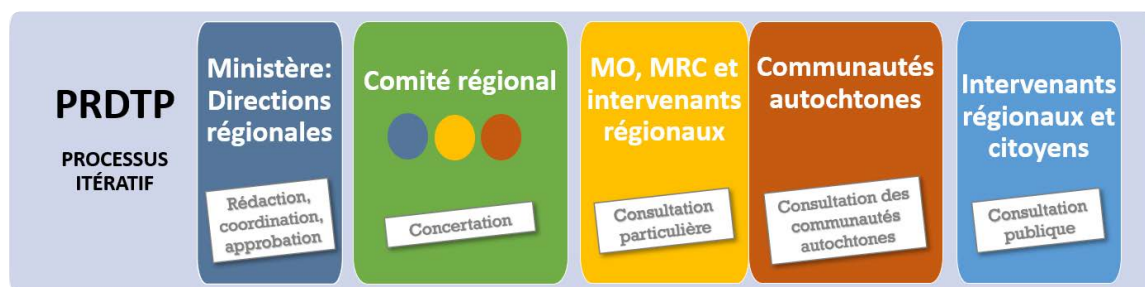 PRDTP
PROCESSUS
ITÉRATIF
Ministère:
Directions
régionales
Rédaction,
coordination,
approbation
Comité régional
Concertation
MO, MRC et
intervenants
régionaux
Consultation
particulière
Communautés
autochtones
Consultation des
communautés
autochtones
Intervenants
régionaux et
citoyens
Consultation
publique